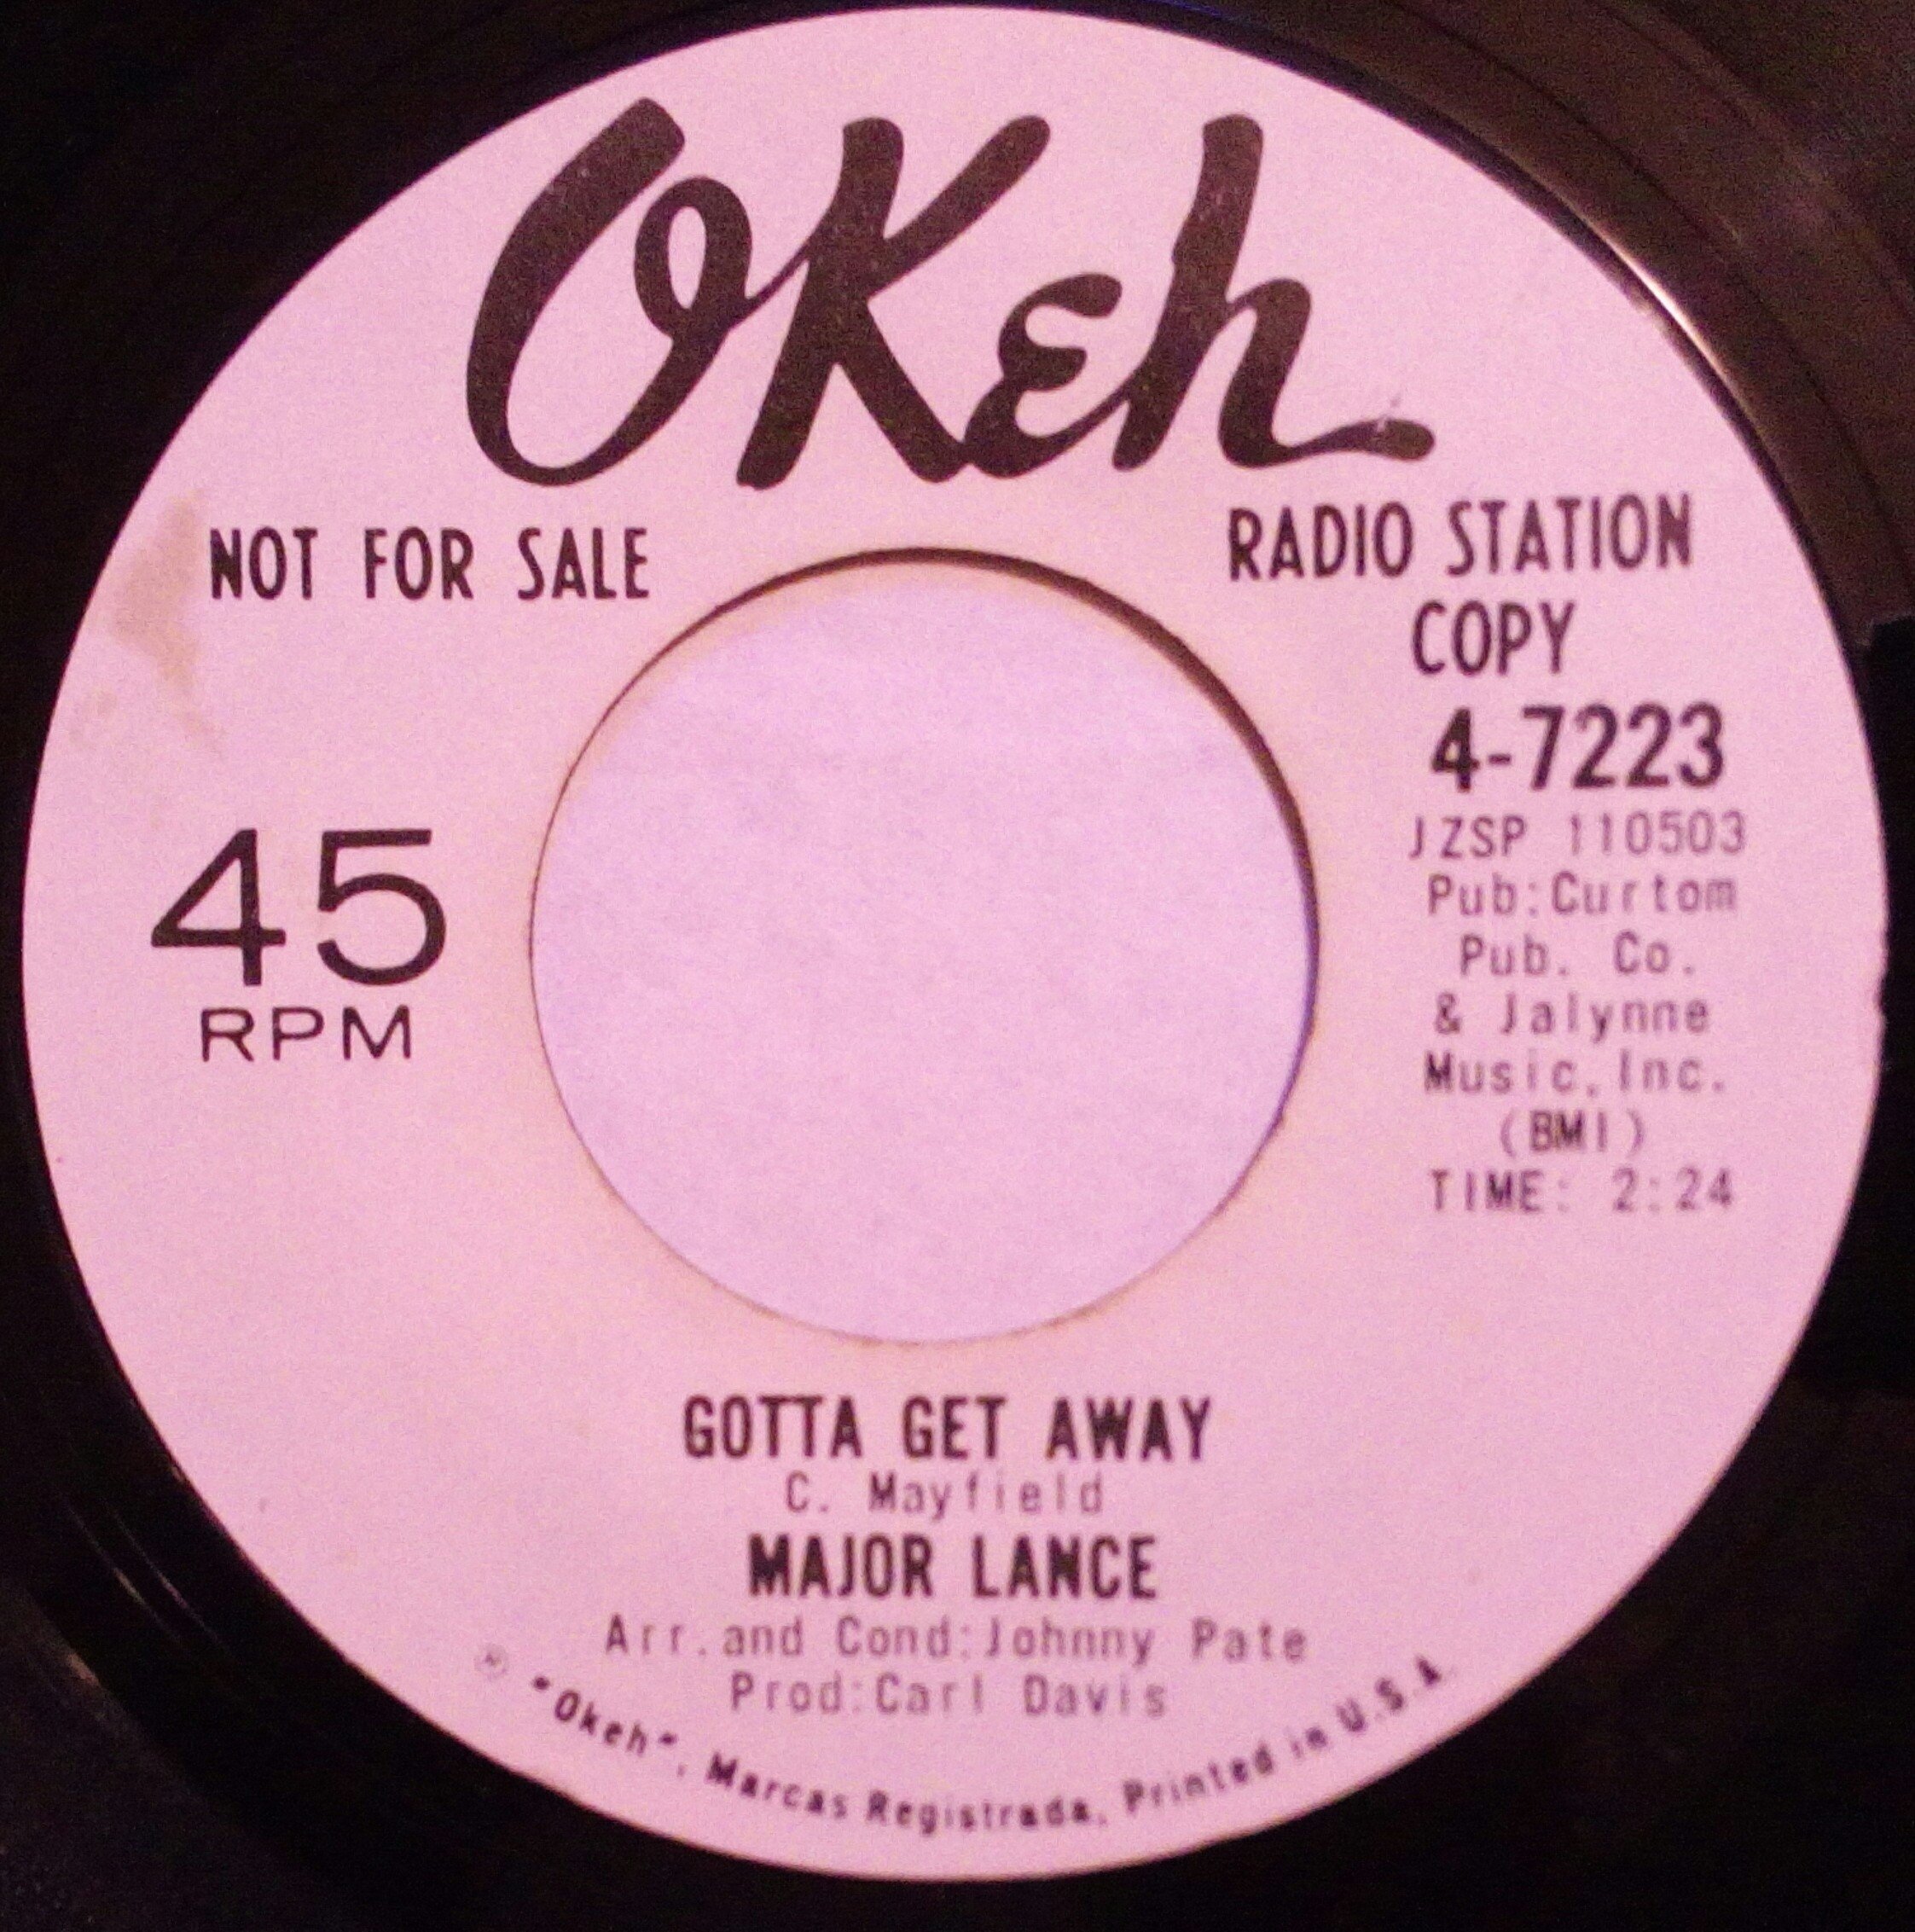 OKeh
NOT FOR SALE
RADIO STATION
COPY
4-7223
JZSP 110503
Pub:Curtom
Pub. Co.
& Jalynne
Music, Inc.
(BMI)
TIME: 2:24
45
RPM
GOTTA GET AWAY
C. Mayfield
MAJOR LANCE
Arr.and Cond:Johnny Pate
Prod:Carl Davis
® "Okeh", Marcas Registrada. Printed in U.S.A.